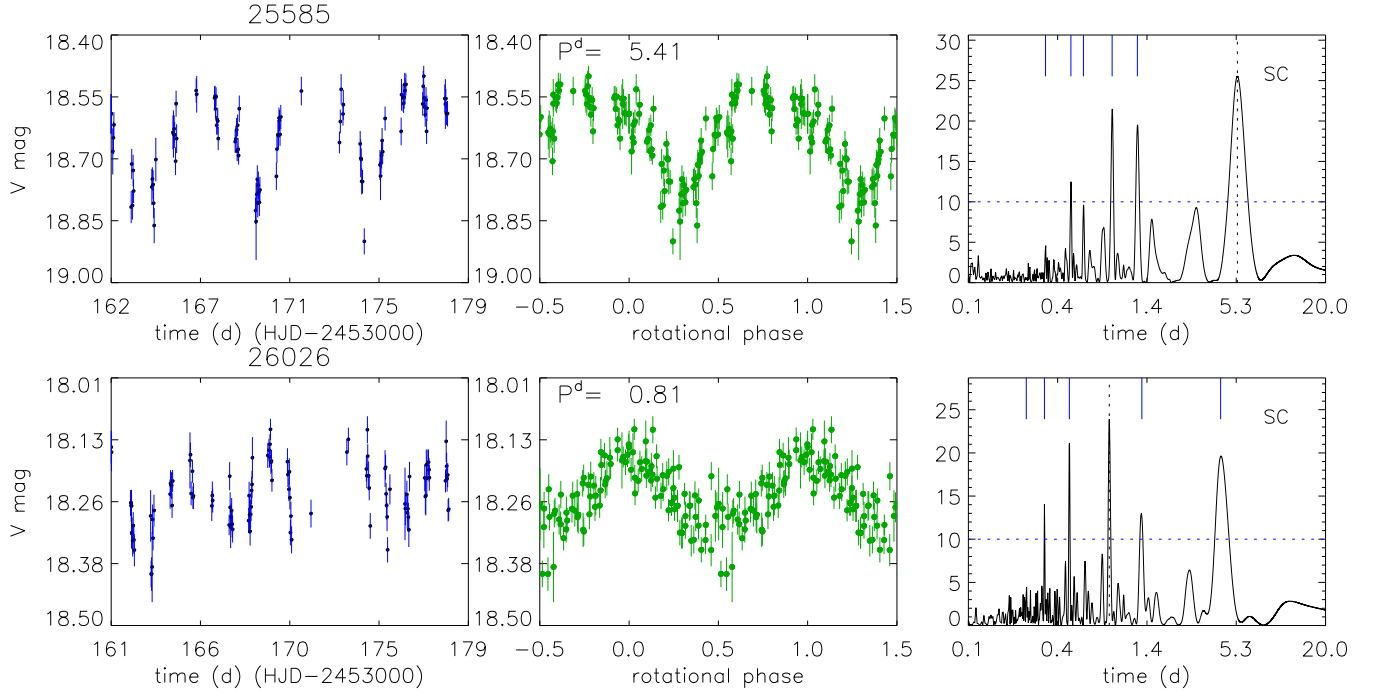 25585
V mag
18.40
18.55
18.70
18.85
19.00
162 167 171 175 179
time (d) (HJD−2453000)
P^d= 5.41
18.40
18.55
18.70
18.85
19.00
−0.5 0.0 0.5 1.0 1.5
rotational phase
SC
30
25
20
15
10
5
0
0.1 0.4 1.4 5.3 20.0
time (d)
26026
V mag
18.01
18.13
18.26
18.38
18.50
161 166 170 175 179
time (d) (HJD−2453000)
P^d= 0.81
18.01
18.13
18.26
18.38
18.50
−0.5 0.0 0.5 1.0 1.5
rotational phase
SC
25
20
15
10
5
0
0.1 0.4 1.4 5.3 20.0
time (d)